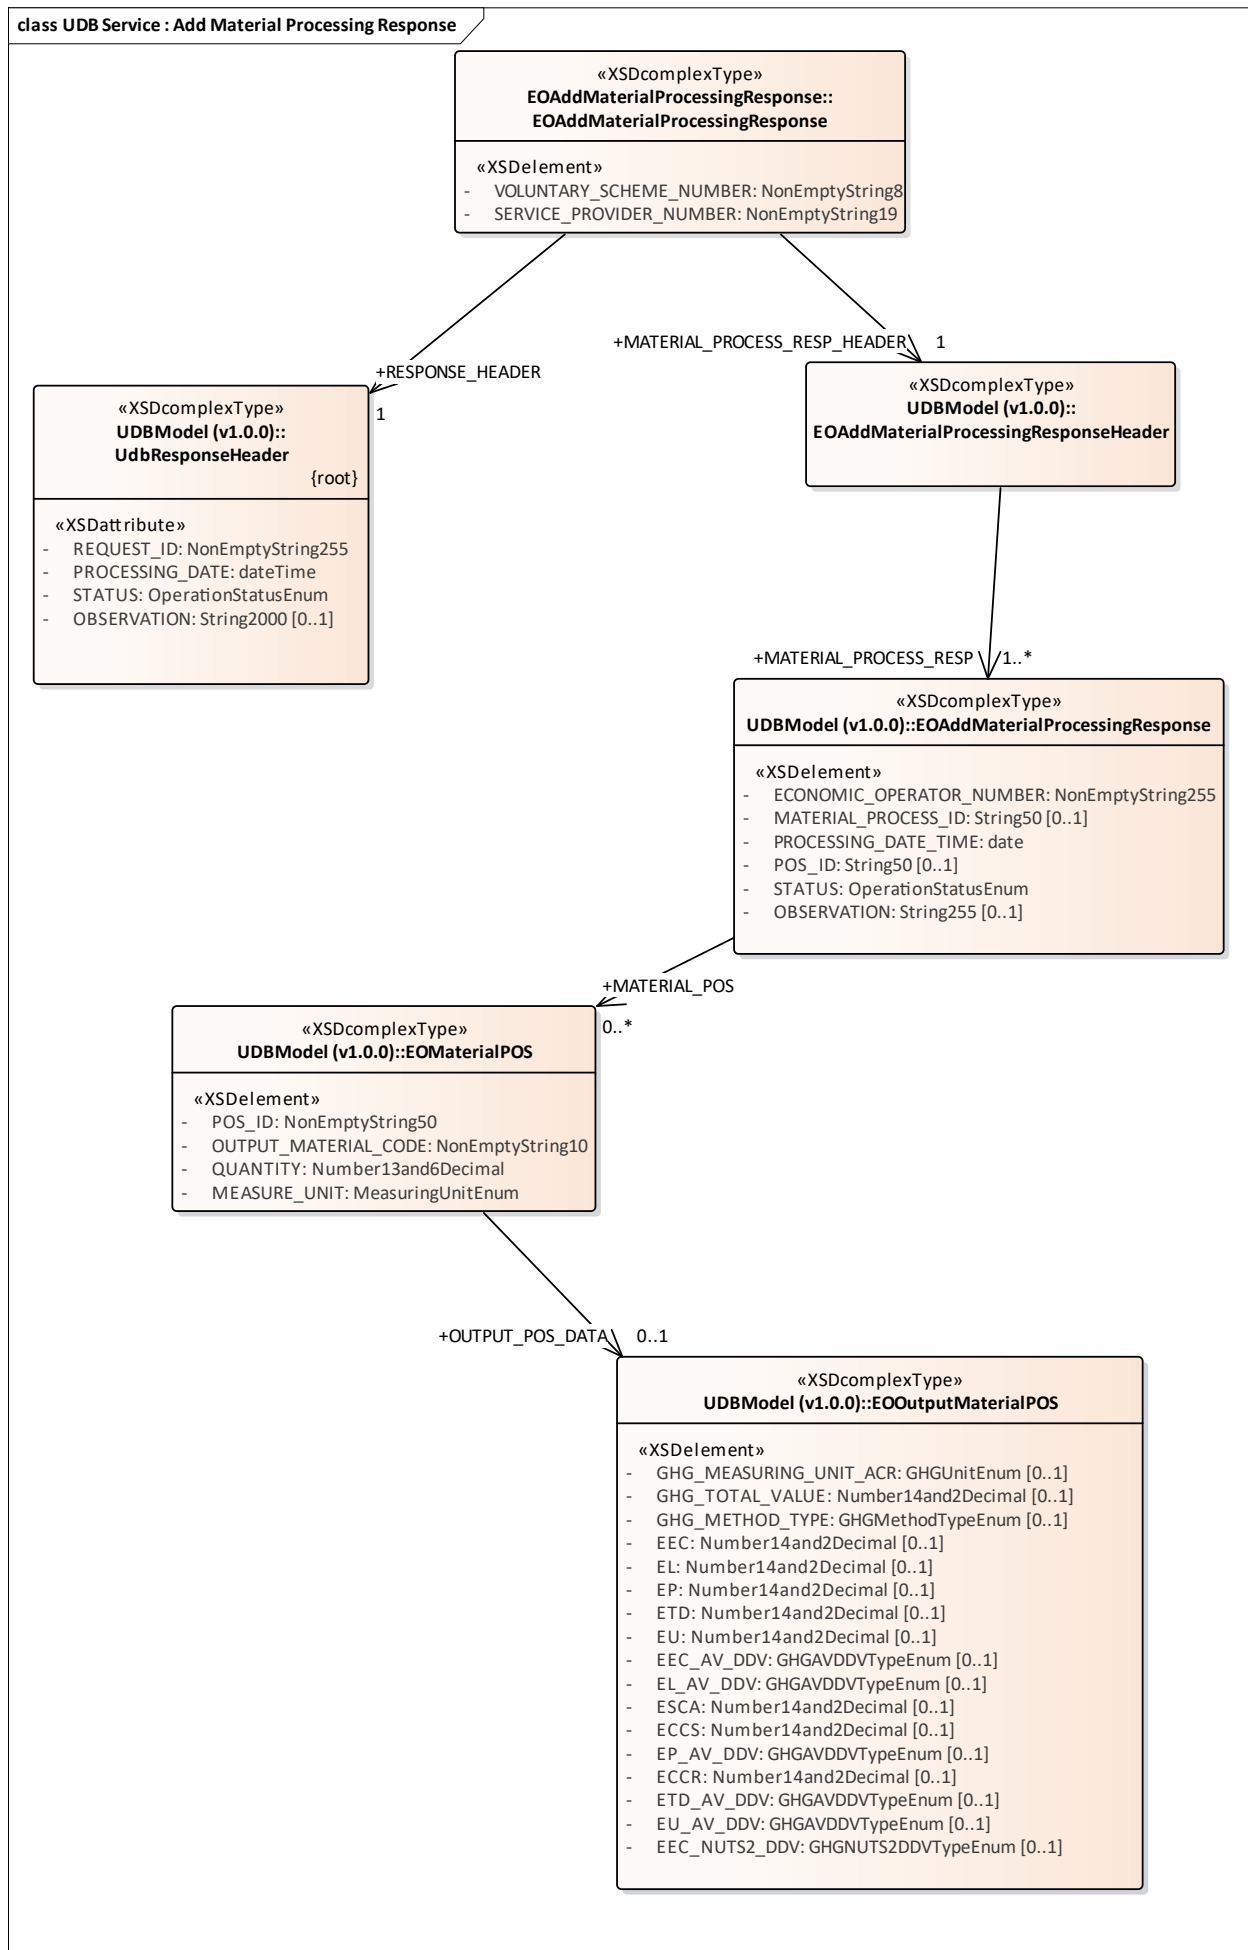 class UDB Service : Add Material Processing Response
«XSDcomplexType»
EOAddMaterialProcessingResponse::
EOAddMaterialProcessingResponse
«XSDelement»
- VOLUNTARY_SCHEME_NUMBER: NonEmptyString8
- SERVICE_PROVIDER_NUMBER: NonEmptyString19
+MATERIAL_PROCESS_RESP_HEADER 1
+RESPONSE_HEADER
1
«XSDcomplexType»
UDBModel (v1.0.0)::
EOAddMaterialProcessingResponseHeader
«XSDcomplexType»
UDBModel (v1.0.0)::
UdbResponseHeader
{root}
«XSDattribute»
- REQUEST_ID: NonEmptyString255
- PROCESSING_DATE: dateTime
- STATUS: OperationStatusEnum
- OBSERVATION: String2000 [0..1]
+MATERIAL_PROCESS_RESP 1..*
«XSDcomplexType»
UDBModel (v1.0.0)::EOAddMaterialProcessingResponse
«XSDelement»
- ECONOMIC_OPERATOR_NUMBER: NonEmptyString255
- MATERIAL_PROCESS_ID: String50 [0..1]
- PROCESSING_DATE_TIME: date
- POS_ID: String50 [0..1]
- STATUS: OperationStatusEnum
- OBSERVATION: String255 [0..1]
+MATERIAL_POS
0..*
«XSDcomplexType»
UDBModel (v1.0.0)::EOMaterialPOS
«XSDelement»
- POS_ID: NonEmptyString50
- OUTPUT_MATERIAL_CODE: NonEmptyString10
- QUANTITY: Number13and6Decimal
- MEASURE_UNIT: MeasuringUnitEnum
+OUTPUT_POS_DATA 0..1
«XSDcomplexType»
UDBModel (v1.0.0)::EOOutputMaterialPOS
«XSDelement»
- GHG_MEASURING_UNIT_ACR: GHGUnitEnum [0..1]
- GHG_TOTAL_VALUE: Number14and2Decimal [0..1]
- GHG_METHOD_TYPE: GHGMethodTypeEnum [0..1]
- EEC: Number14and2Decimal [0..1]
- EL: Number14and2Decimal [0..1]
- EP: Number14and2Decimal [0..1]
- ETD: Number14and2Decimal [0..1]
- EU: Number14and2Decimal [0..1]
- EEC_AV_DDV: GHGAVDDVTypeEnum [0..1]
- EL_AV_DDV: GHGAVDDVTypeEnum [0..1]
- ESCA: Number14and2Decimal [0..1]
- ECCS: Number14and2Decimal [0..1]
- EP_AV_DDV: GHGAVDDVTypeEnum [0..1]
- ECCR: Number14and2Decimal [0..1]
- ETD_AV_DDV: GHGAVDDVTypeEnum [0..1]
- EU_AV_DDV: GHGAVDDVTypeEnum [0..1]
- EEC_NUTS2_DDV: GHGNUTS2DDVTypeEnum [0..1]